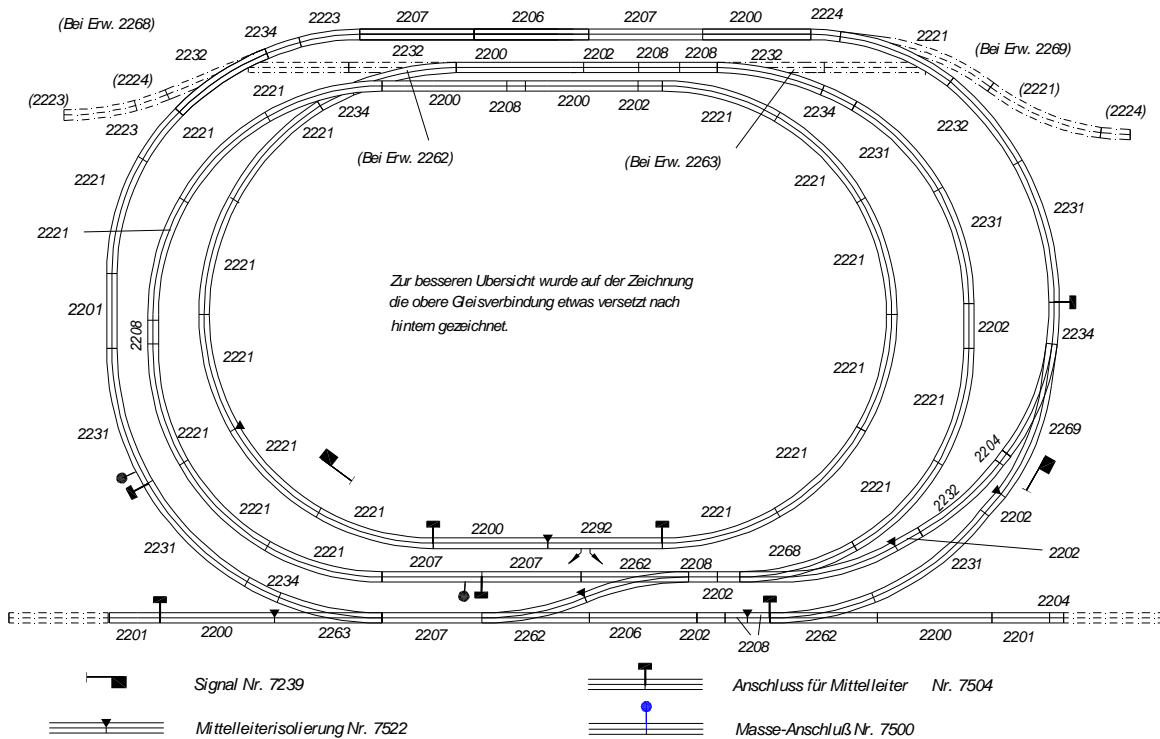 2207 2206 2207 2200 2224
(Bei Erw. 2268) 2234 2223 2221
2232 2232 2200 2202 2208 2208 2232 (Bei Erw. 2269)
(2224) 2221 (2221)
(2223) 2234 2200 2208 2200 2202 2234 (2224)
2223 2221 2221 2221 2232
(Bei Erw. 2262) (Bei Erw. 2263) 2231
2221 2221 2231
2221 2231
2221
2221 2221
Zur besseren Ubersicht wurde auf der Zeichnung
die obere Gleisverbindung etwas versetzt nach
hintern gezeichnet.
2201 2208 2202 2234
2221 2221
2221
2231 2221 2221 2204 2269
2221 2221 2232
2231 2221 2200 2292 2221 2221 2202
2221 2207 2207 2262 2208 2268 2231 2202
2234 2202 2204
2201 2200 2263 2207 2262 2206 2202 2208 2262 2200 2201
Signal Nr. 7239
Anschluss für Mittelleiter Nr. 7504
Mittelleiterisolierung Nr. 7522
Masse-Anschluß Nr. 7500